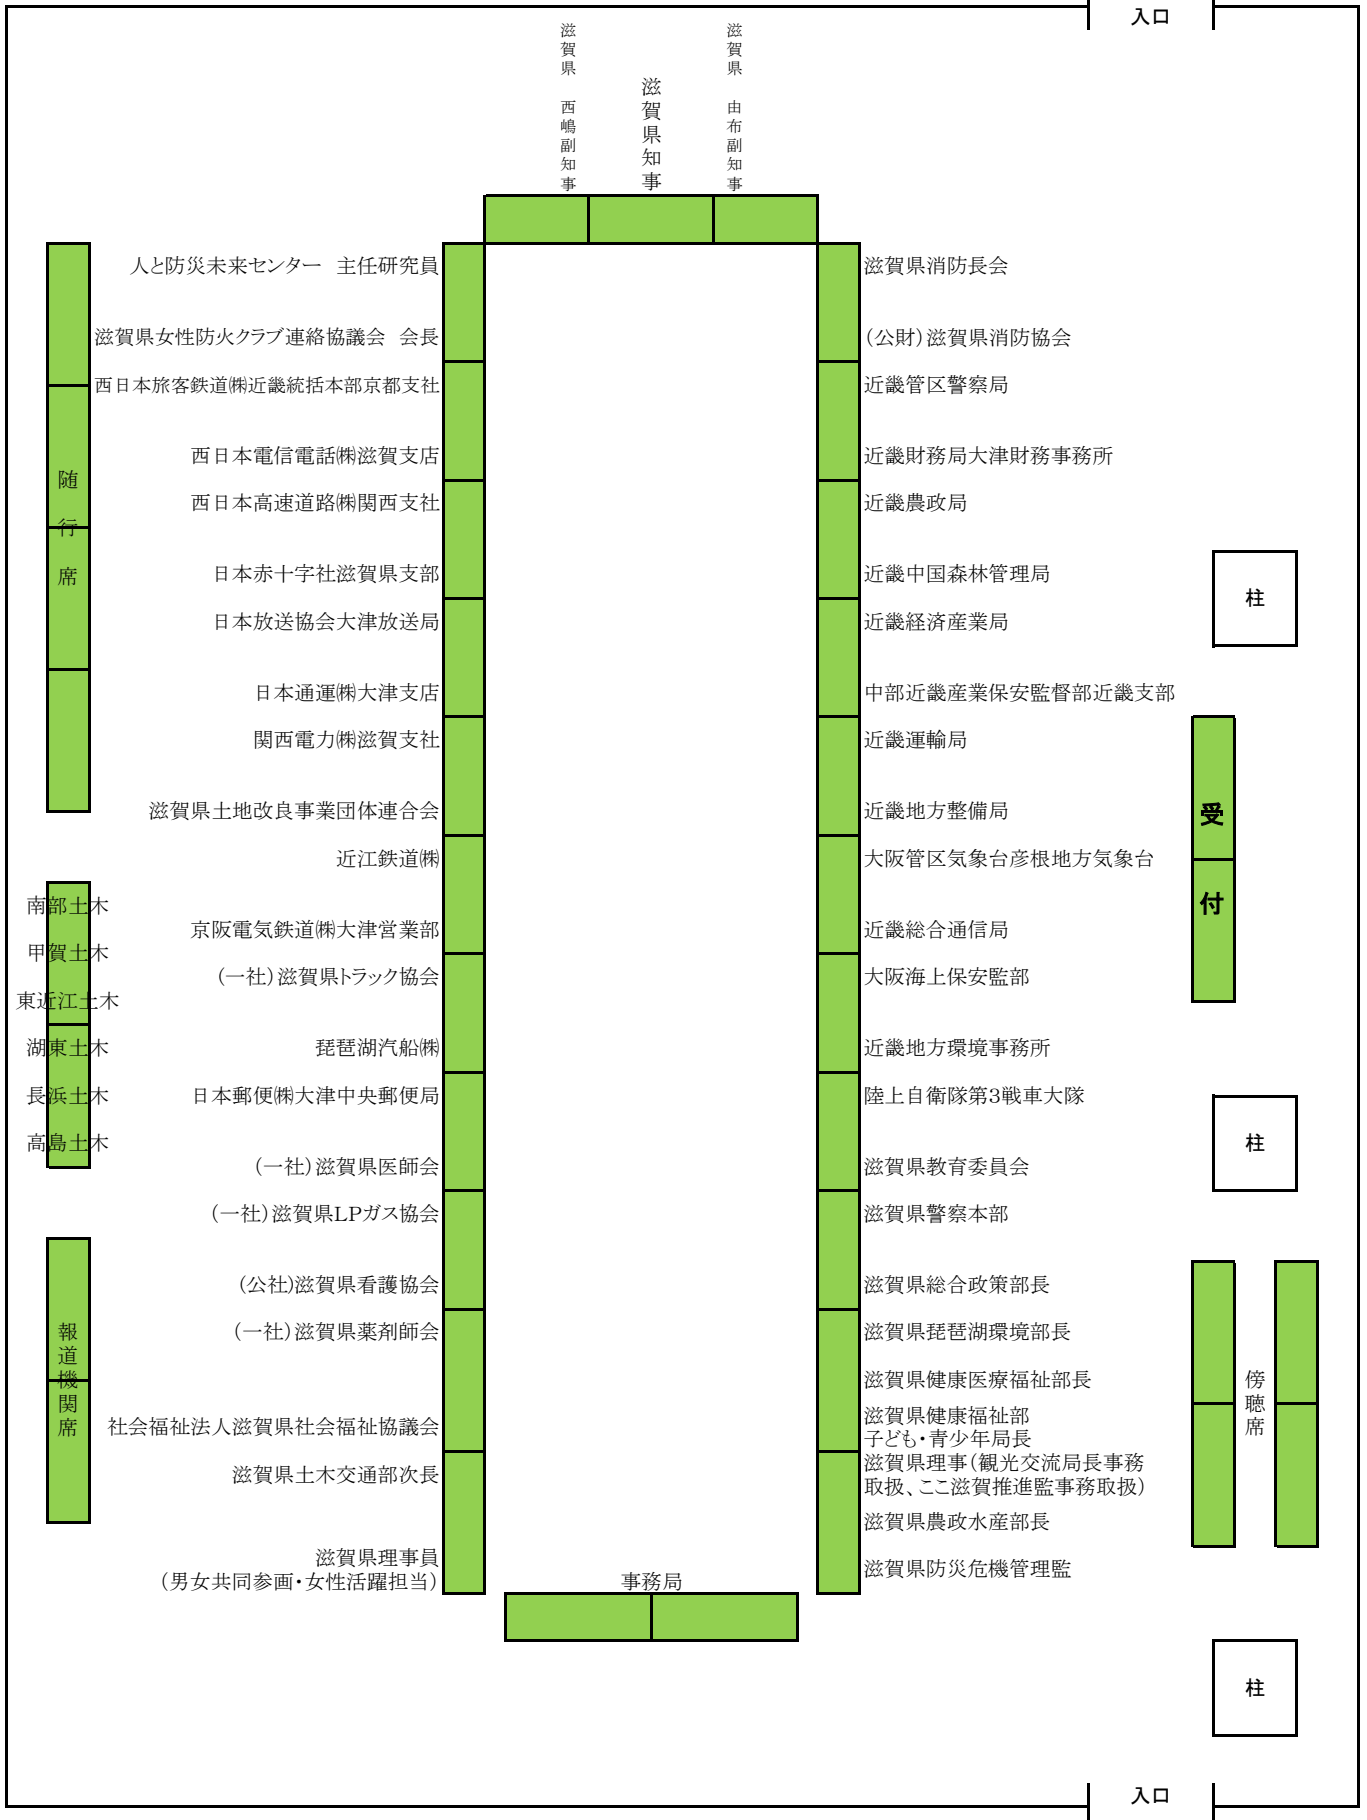 入口
滋賀県　西嶋副知事
滋賀県知事
滋賀県　由布副知事
人と防災未来センター　主任研究員
滋賀県女性防火クラブ連絡協議会　会長
西日本旅客鉄道㈱近畿統括本部京都支社
西日本電信電話㈱滋賀支店
西日本高速道路㈱関西支社
日本赤十字社滋賀県支部
日本放送協会大津放送局
日本通運㈱大津支店
関西電力㈱滋賀支社
滋賀県土地改良事業団体連合会
近江鉄道㈱
京阪電気鉄道㈱大津営業部
（一社）滋賀県トラック協会
琵琶湖汽船㈱
日本郵便㈱大津中央郵便局
（一社）滋賀県医師会
（一社）滋賀県LPガス協会
(公社)滋賀県看護協会
（一社）滋賀県薬剤師会
社会福祉法人滋賀県社会福祉協議会
滋賀県土木交通部次長
滋賀県理事員
（男女共同参画・女性活躍担当）
滋賀県消防長会
（公財）滋賀県消防協会
近畿管区警察局
近畿財務局大津財務事務所
近畿農政局
近畿中国森林管理局
近畿経済産業局
中部近畿産業保安監督部近畿支部
近畿運輸局
近畿地方整備局
大阪管区気象台彦根地方気象台
近畿総合通信局
大阪海上保安監部
近畿地方環境事務所
陸上自衛隊第3戦車大隊
滋賀県教育委員会
滋賀県警察本部
滋賀県総合政策部長
滋賀県琵琶湖環境部長
滋賀県健康医療福祉部長
滋賀県健康福祉部
子ども・青少年局長
滋賀県理事（観光交流局長事務
取扱、ここ滋賀推進監事務取扱）
滋賀県農政水産部長
滋賀県防災危機管理監
事務局
随行席
南部土木
甲賀土木
東近江土木
湖東土木
長浜土木
高島土木
報道機関席
柱
受付
柱
傍聴席
柱
入口